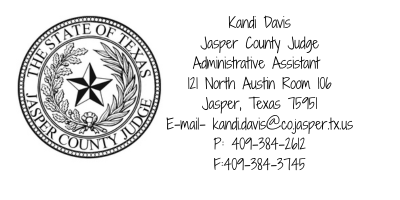 THE STATE OF TEXAS
JASPER COUNTY JUDGE
Kandi Davis
Jasper County Judge
Administrative Assistant
121 North Austin Room 106
Jasper, Texas 75951
E-mail- kandi.davis@co.jasper.tx.us
P: 409-384-2612
F:409-384-3745